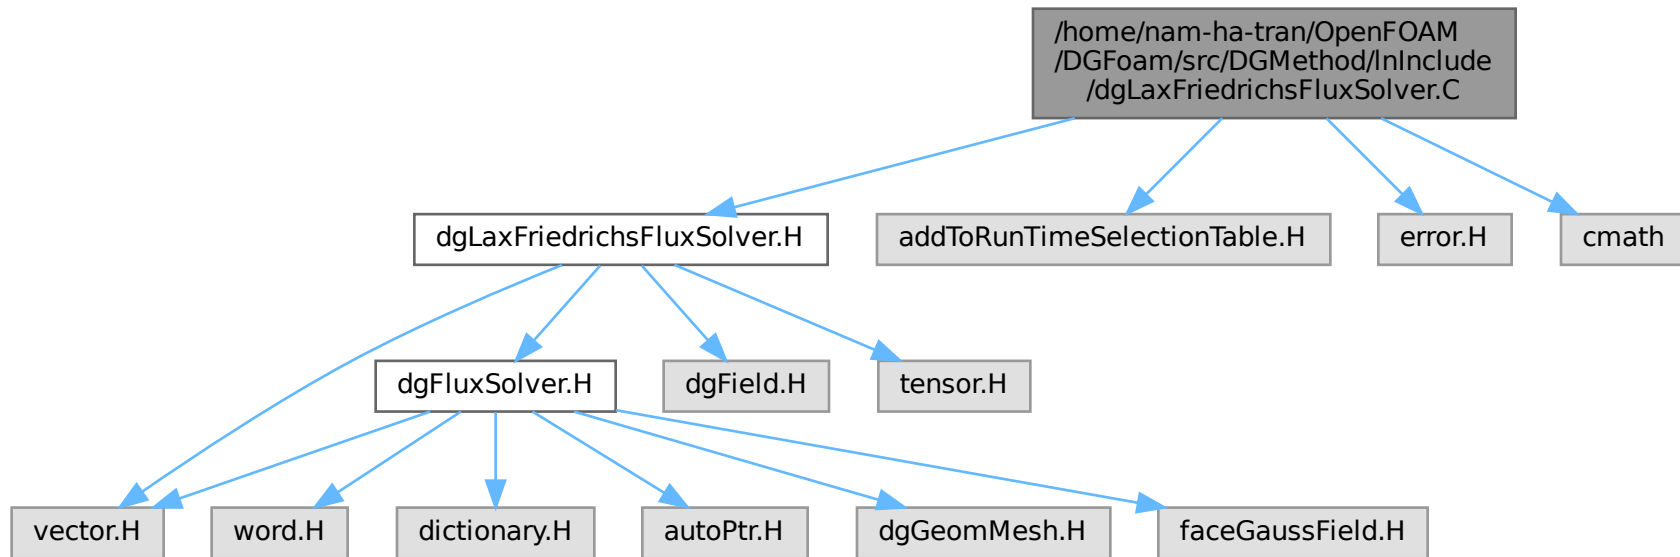 /home/nam-ha-tran/OpenFOAM
/DGFoam/src/DGMethod/lnInclude
/dgLaxFriedrichsFluxSolver.C
dgLaxFriedrichsFluxSolver.H
addToRunTimeSelectionTable.H
error.H
cmath
dgFluxSolver.H
dgField.H
tensor.H
vector.H
word.H
dictionary.H
autoPtr.H
dgGeomMesh.H
faceGaussField.H